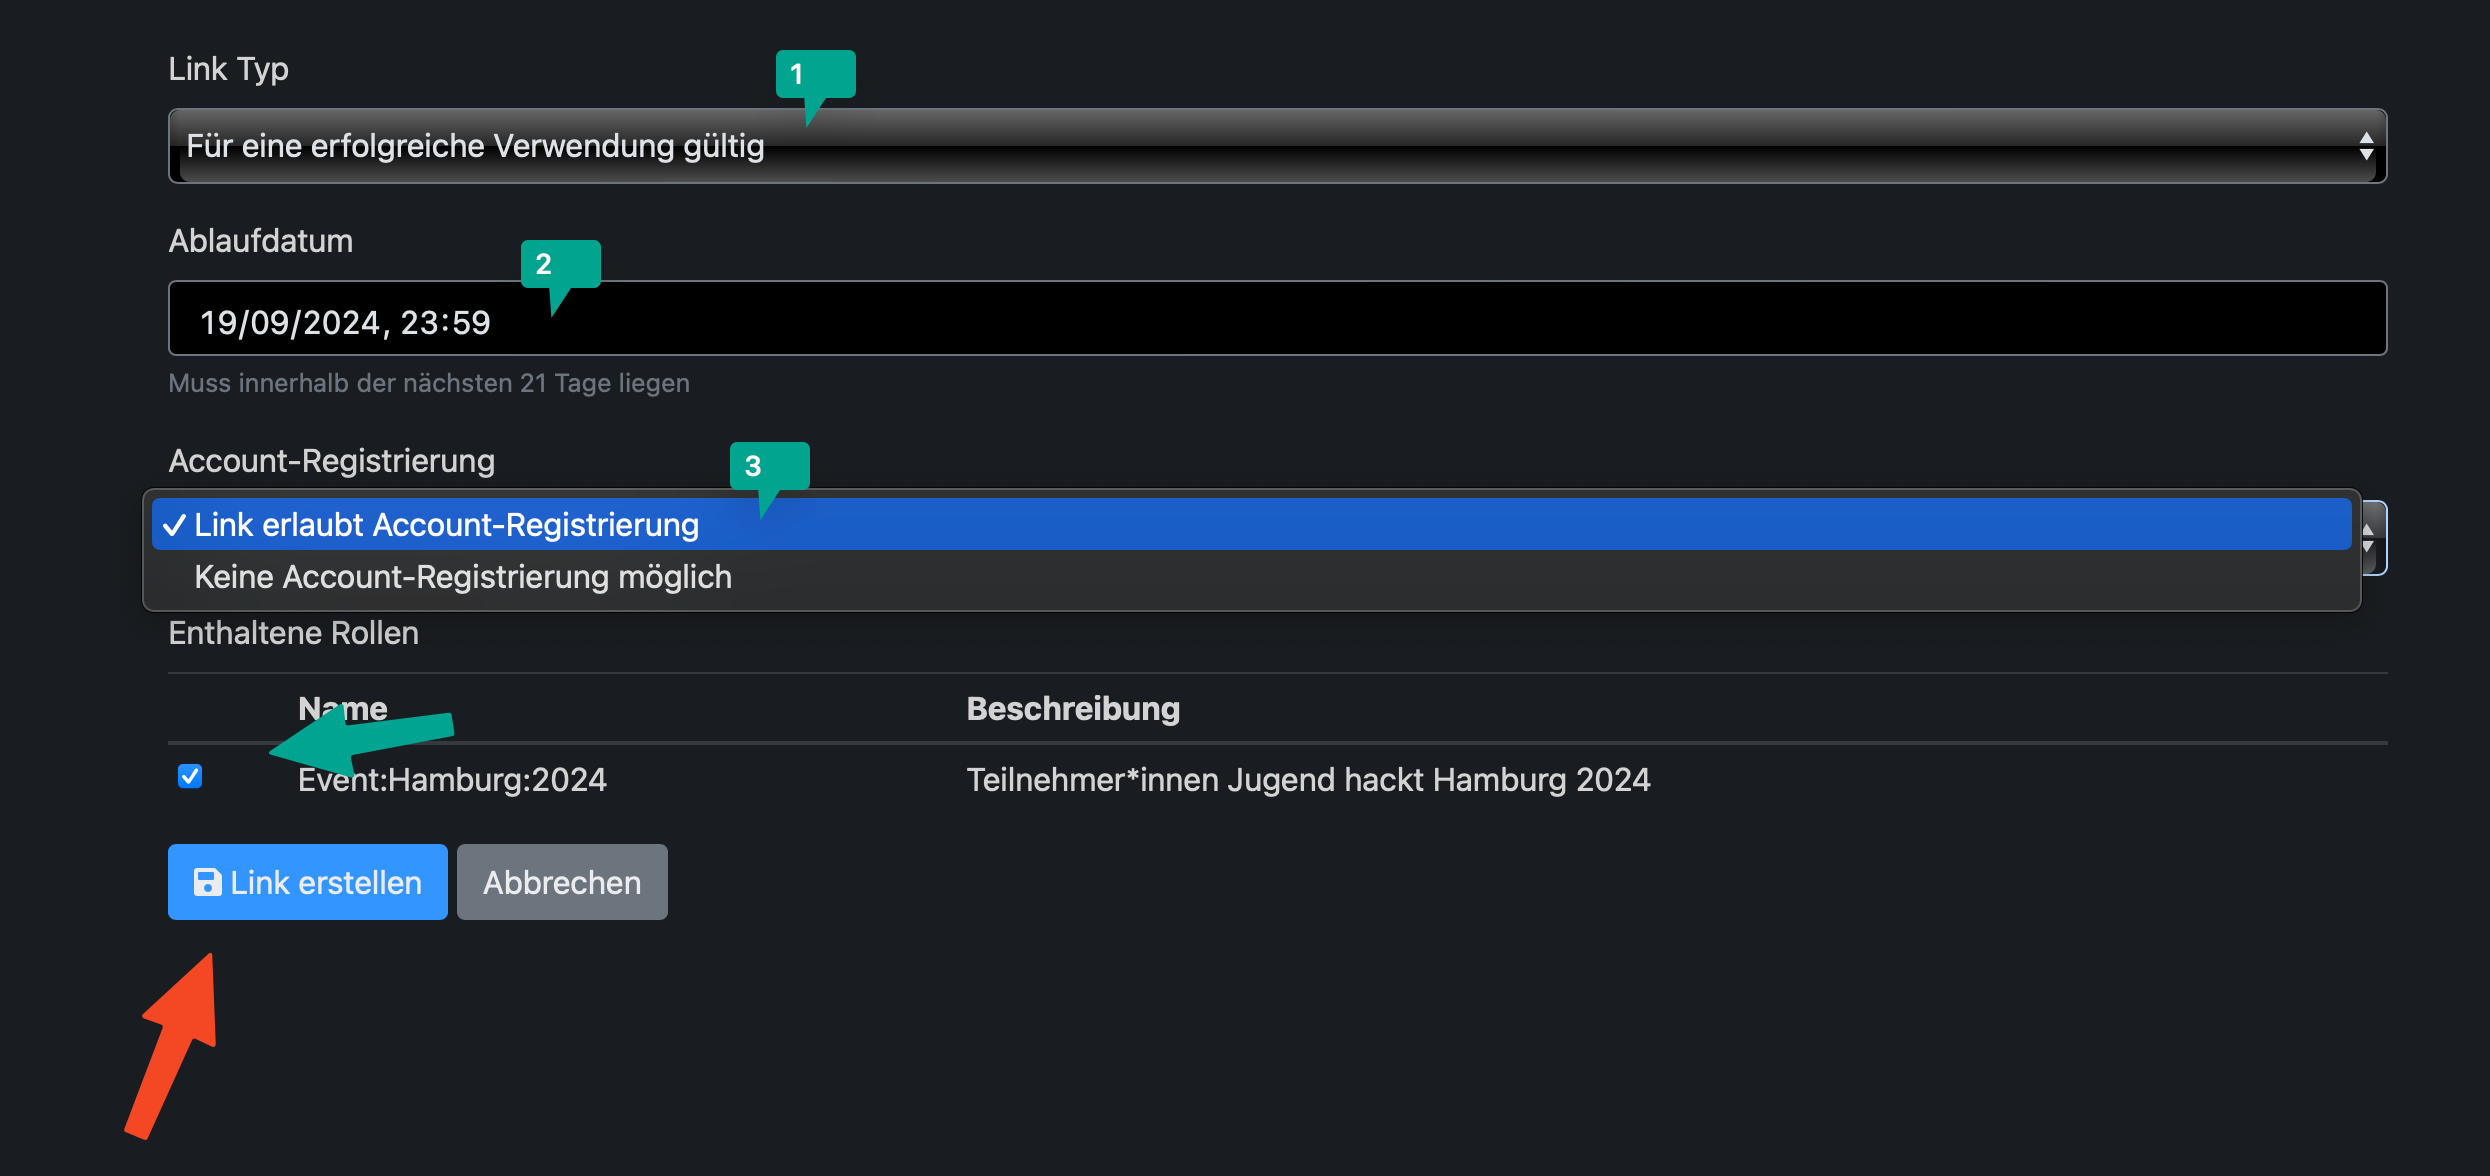 Link Typ
1
Für eine erfolgreiche Verwendung gültig
Ablaufdatum
2
19/09/2024, 23:59
Muss innerhalb der nächsten 21 Tage liegen
Account-Registrierung
3
Link erlaubt Account-Registrierung
Keine Account-Registrierung möglich
Enthaltene Rollen
Name Beschreibung
Event:Hamburg:2024 Teilnehmer*innen Jugend hackt Hamburg 2024
Link erstellen Abbrechen